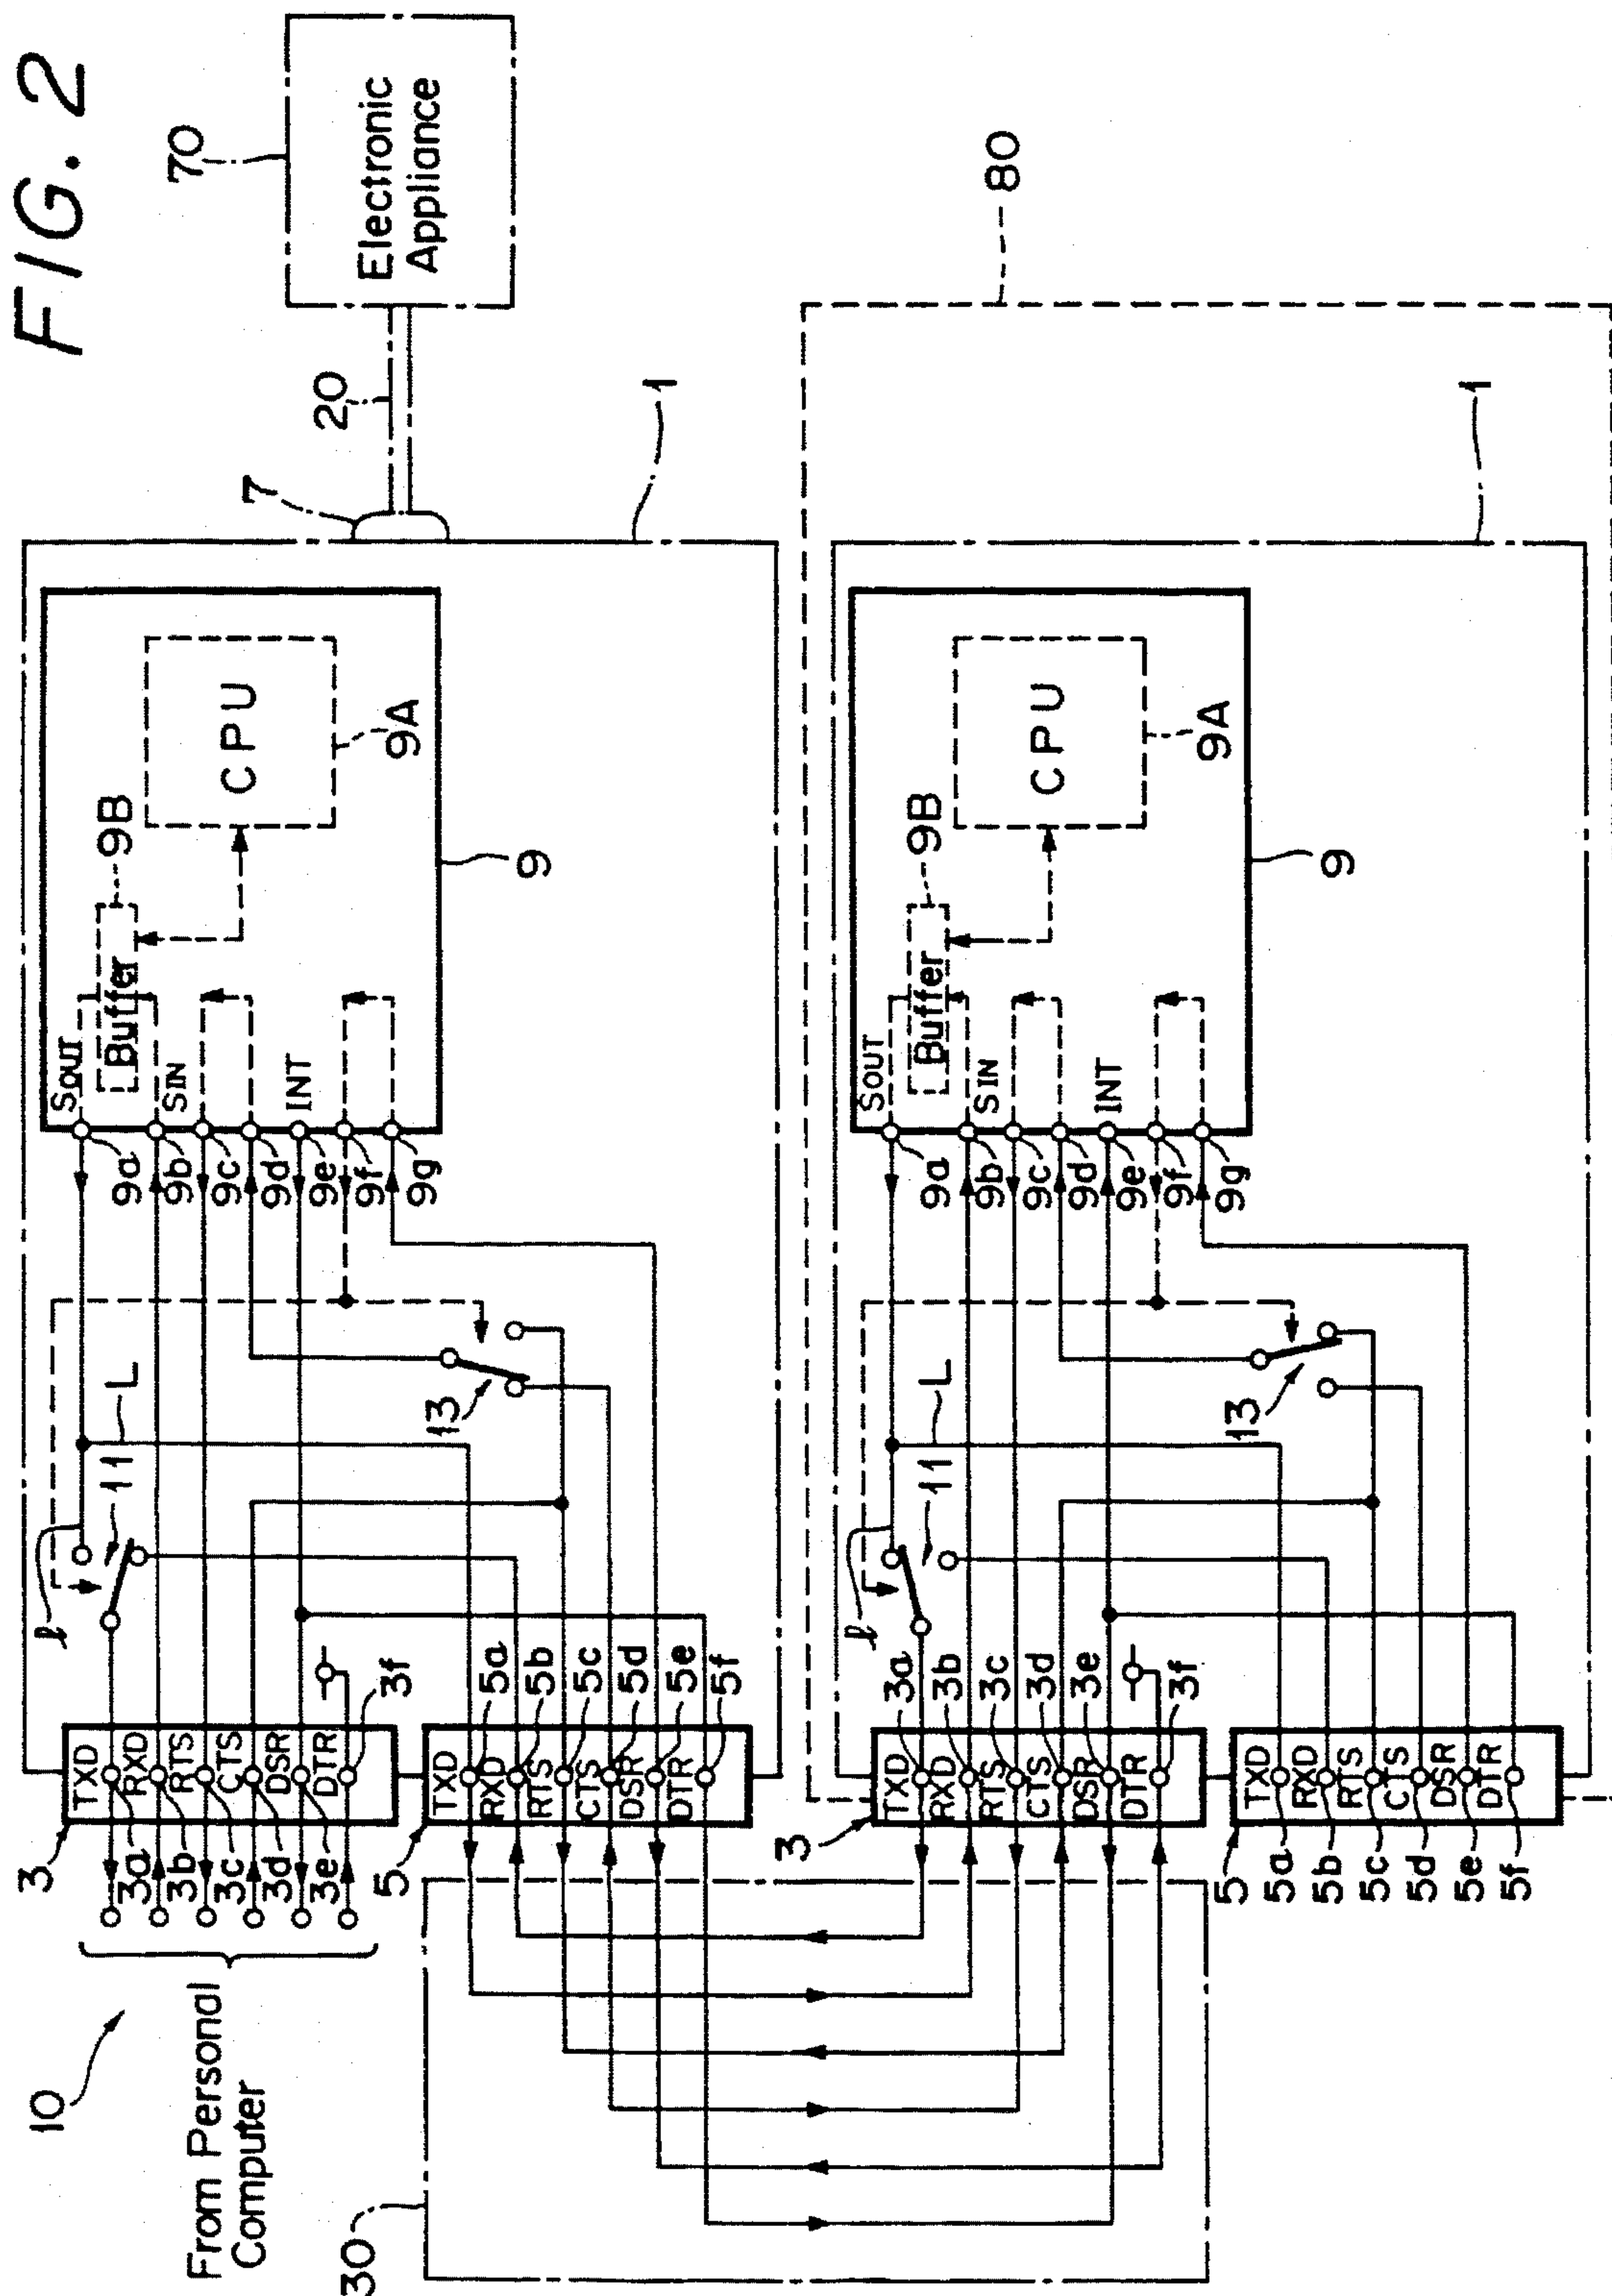 FIG. 2
10
From Personal
Computer
3
TXD
RXD
RTS
CTS
DSR
DTR
3a
3b
3c
3d
3e
3f
5
TXD
RXD
RTS
CTS
DSR
DTR
5a
5b
5c
5d
5e
5f
l
11
L
13
9a
9b
9c
9d
9e
9f
9g
SOUT
SIN
INT
Buffer
9B
CPU
9A
9
1
7
20
70
Electronic
Appliance
30
3
TXD
RXD
RTS
CTS
DSR
DTR
3a
3b
3c
3d
3e
3f
5
TXD
RXD
RTS
CTS
DSR
DTR
5a
5b
5c
5d
5e
5f
l
11
L
13
9a
9b
9c
9d
9e
9f
9g
SOUT
SIN
INT
Buffer
9B
CPU
9A
9
1
80